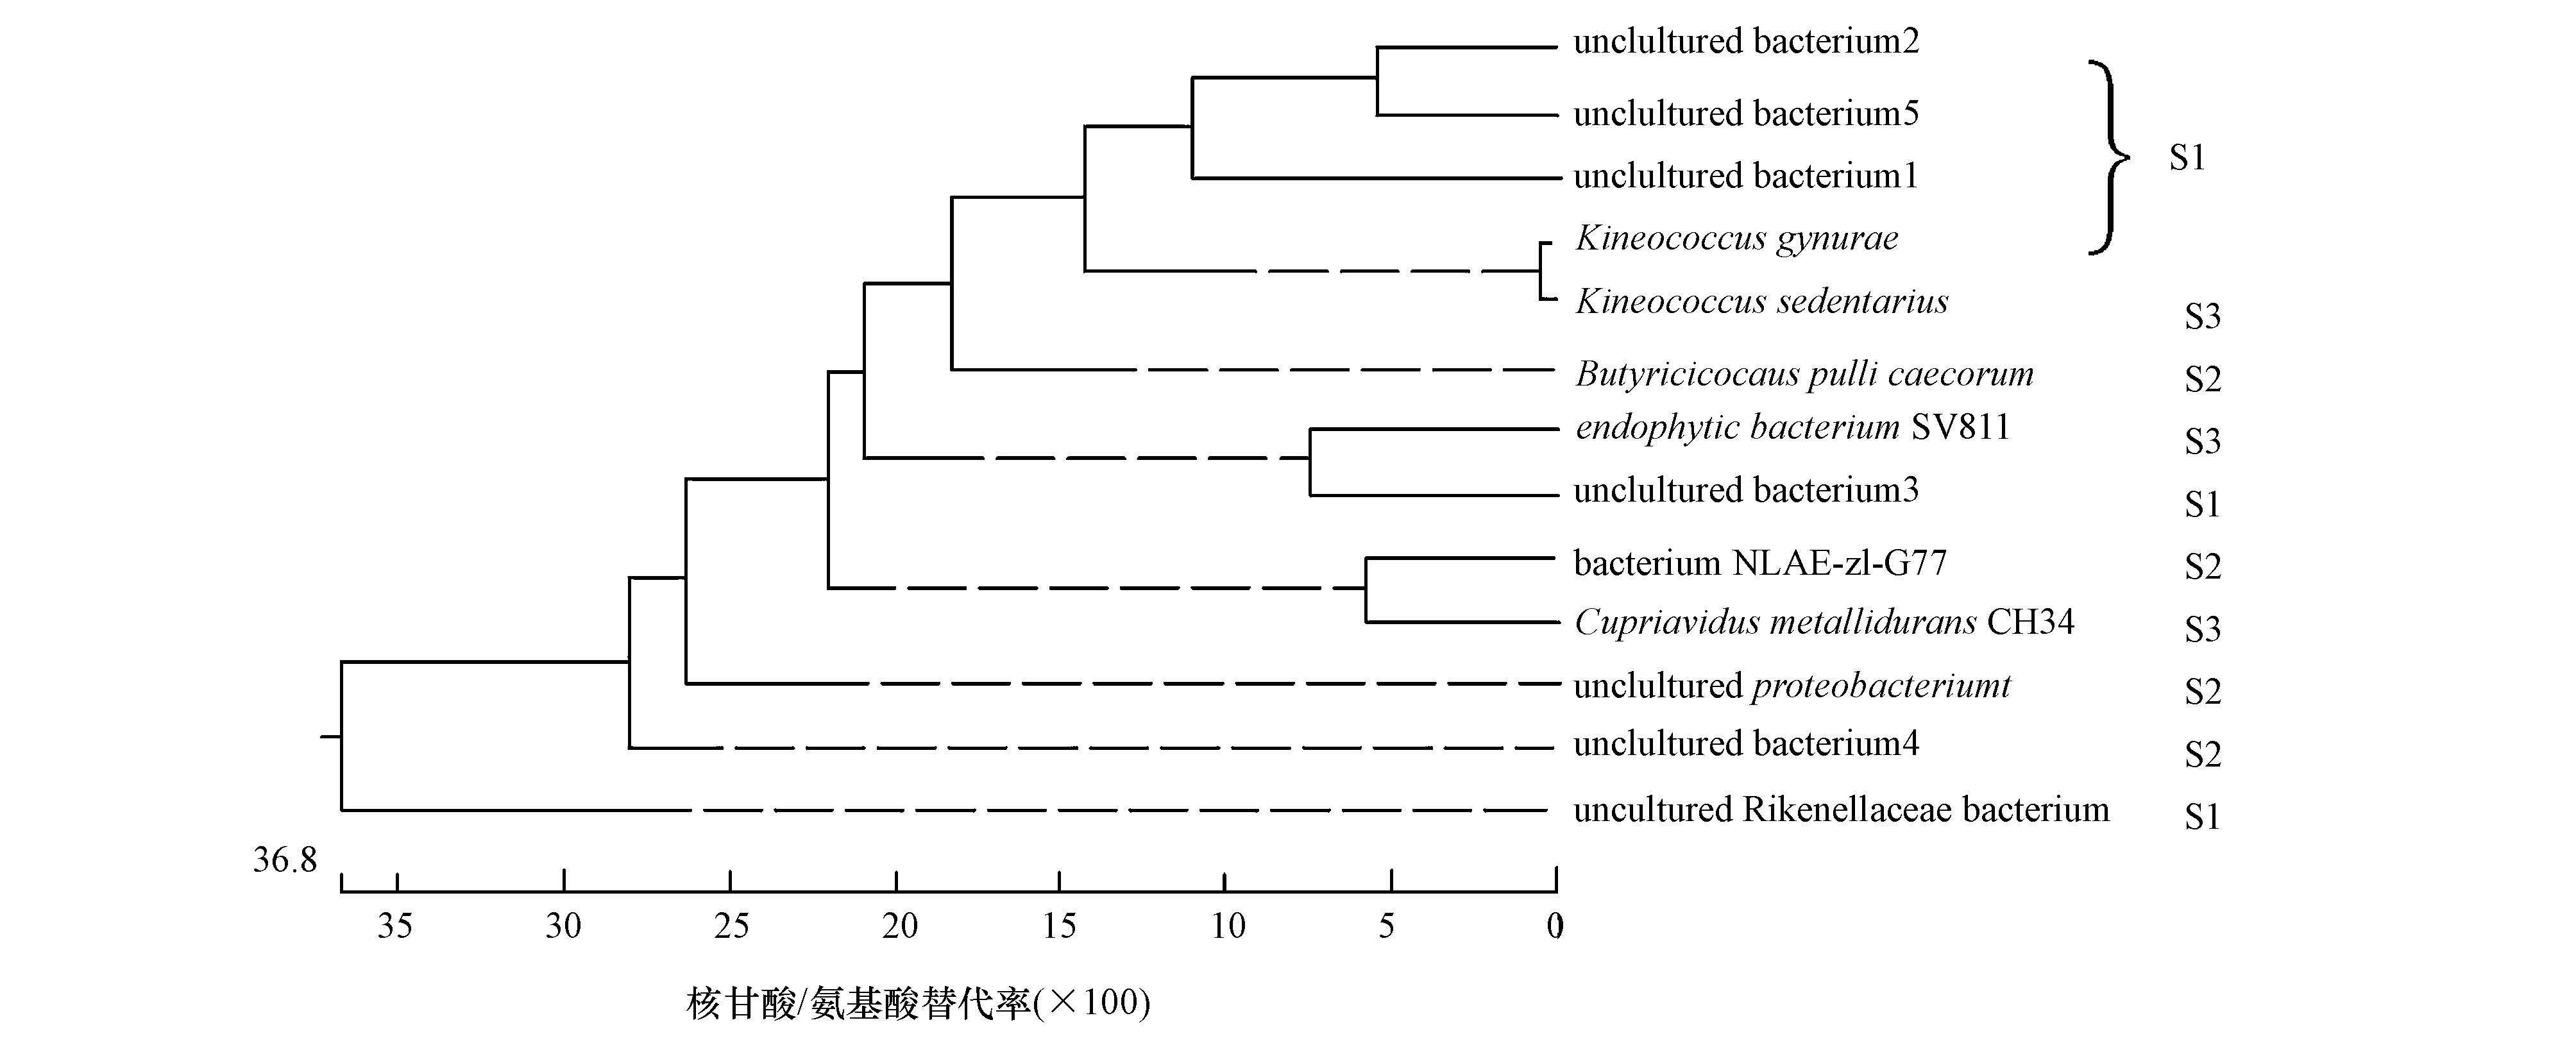 unclultured bacterium2
unclultured bacterium5
S1
unclultured bacterium1
Kineococcus gynurae
Kineococcus sedentarius S3
Butyricicocaus pulli caecorum S2
endophytic bacterium SV811 S3
unclultured bacterium3 S1
bacterium NLAE-zl-G77 S2
Cupriavidus metallidurans CH34 S3
unclultured proteobacteriumt S2
unclultured bacterium4 S2
uncultured Rikenellaceae bacterium S1
36.8
35 30 25 20 15 10 5 0
核甘酸/氨基酸替代率(×100)